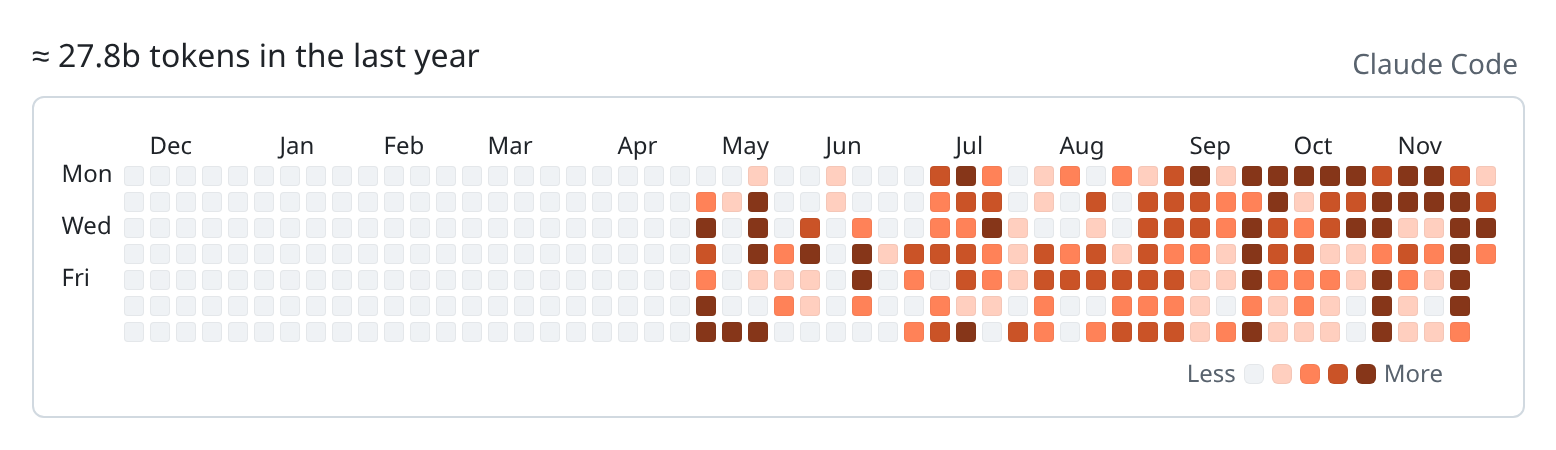 ≈ 27.8b tokens in the last year
Claude Code
Dec Jan Feb Mar Apr May Jun Jul Aug Sep Oct Nov
Mon
Wed
Fri
Less More